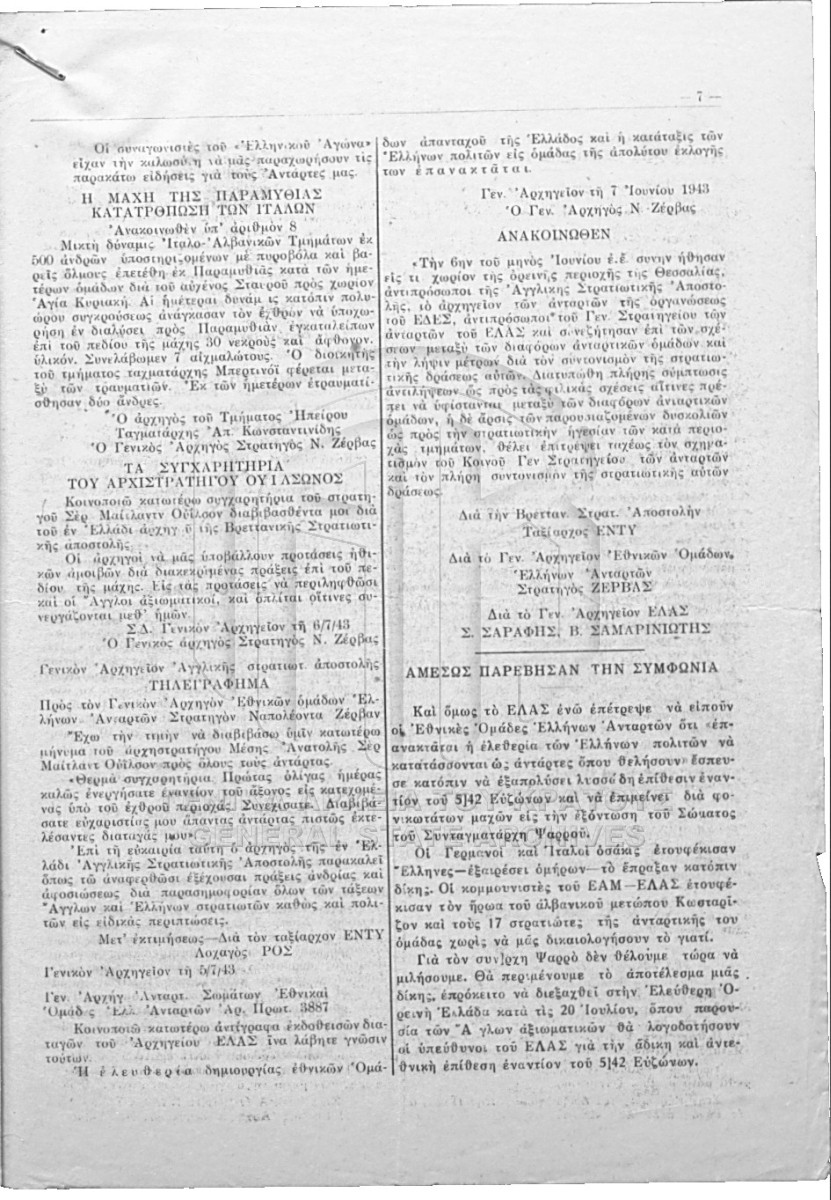 — 7 —
Οἱ συναγωνιστὲς τοῦ «Ἑλληνικοῦ Ἀγώνα»
εἶχαν τὴν καλωσύνη νὰ μᾶς παραχωρήσουν τὶς
παρακάτω εἰδήσεις γιὰ τοὺς Ἀντάρτες μας.
Η ΜΑΧΗ ΤΗΣ ΠΑΡΑΜΥΘΙΑΣ
ΚΑΤΑΤΡΟΠΩΣΗ ΤΩΝ ΙΤΑΛΩΝ
Ἀνακοινωθὲν ὑπ' ἀριθμὸν 8
Μικτὴ δύναμις Ἰταλο-Ἀλβανικῶν Τμημάτων ἐκ
500 ἀνδρῶν ὑποστηριζομένων μὲ πυροβόλα καὶ βα-
ρεῖς ὅλμους ἐπετέθη ἐκ Παραμυθιᾶς κατὰ τῶν ἡμε-
τέρων ὁμάδων διὰ τοῦ αὐχένος Σταυροῦ πρὸς χωρίον
Ἁγία Κυριακή. Αἱ ἡμέτεραι δυνάμ ις κατόπιν πολυ-
ώρου συγκρούσεως ἀνάγκασαν τὸν ἐχθρὸν νὰ ὑποχω-
ρήση ἐν διαλύσει πρὸς Παραμυθιὰν ἐγκαταλείπων
ἐπὶ τοῦ πεδίου τῆς μάχης 30 νεκροὺς καὶ ἄφθονον
ὑλικόν. Συνελάβωμεν 7 αἰχμαλώτους. Ὁ διοικητὴς
τοῦ τμήματος ταγματάρχης Μπερτινόϊ φέρεται μετα-
ξὺ τῶν τραυματιῶν. Ἐκ τῶν ἡμετέρων ἐτραυματί-
σθησαν δύο ἄνδρες.
Ὁ ἀρχηγὸς τοῦ Τμήματος Ἠπείρου
Ταγματάρχης Ἀπ. Κωνσταντινίδης
Ὁ Γενικὸς Ἀρχηγὸς Στρατηγὸς Ν. Ζέρβας
ΤΑ ΣΥΓΧΑΡΗΤΗΡΙΑ
ΤΟΥ ΑΡΧΙΣΤΡΑΤΗΓΟΥ ΟΥΙΛΣΩΝΟΣ
Κοινοποιῶ κατωτέρω συγχαρητήρια τοῦ στρατη-
γοῦ Σὲρ Μαίτλαντ Οὐΐλσον διαβιβασθέντα μοι διὰ
τοῦ ἐν Ἑλλάδι ἀρχηγ ῦ τῆς Βρεττανικῆς Στρατιωτι-
κῆς ἀποστολῆς
Οἱ ἀρχηγοὶ νὰ μᾶς ὑποβάλλουν προτάσεις ἠθι-
κῶν ἀμοιβῶν διὰ διακεκριμένας πράξεις ἐπὶ τοῦ πε-
δίου τῆς μάχης. Εἰς τὰς προτάσεις νὰ περιληφθῶσι
καὶ οἱ Ἄγγλοι ἀξιωματικοί, καὶ ὁπλῖται οἵτινες συ-
νεργάζονται μεθ' ἡμῶν.
Σ.Δ. Γενικὸν Ἀρχηγεῖον τῆ 6/7/43
Ὁ Γενικὸς ἀρχηγὸς Στρατηγὸς Ν. Ζέρβας
Γενικὸν Ἀρχηγεῖον Ἀγγλικῆς στρατιωτ. ἀποστολῆς
ΤΗΛΕΓΡΑΦΗΜΑ
Πρὸς τὸν Γενικὸν Ἀρχηγὸν Ἐθνικῶν ὁμάδων Ἑλ-
λήνων Ἀνταρτῶν Στρατηγὸν Ναπολέοντα Ζέρβαν
Ἔχω τὴν τιμὴν νὰ διαβιβάσω ὑμῖν κατωτέρω
μήνυμα τοῦ ἀρχηστρατήγου Μέσης Ἀνατολῆς Σὲρ
Μαίτλαντ Οὐΐλσον πρὸς ὅλους τοὺς ἀντάρτας.
«Θερμὰ συγχαρητήρια. Πρώτας ὀλίγας ἡμέρας
καλῶς ἐνεργήσατε ἐναντίον τοῦ ἄξονος εἰς κατεχομέ-
νας ὑπὸ τοῦ ἐχθροῦ περιοχάς. Συνεχίσατε. Διαβιβά-
σατε εὐχαριστίας μου ἅπαντας ἀντάρτας πιστῶς ἐκτε-
λέσαντες διαταγάς μου».
Ἐπὶ τῆ εὐκαιρία ταύτη ὁ ἀρχηγὸς τῆς ἐν Ἑλ-
λάδι Ἀγγλικῆς Στρατιωτικῆς Ἀποστολῆς παρακαλεῖ
ὅπως τῶ ἀναφερθῶσι ἐξέχουσαι πράξεις ἀνδρίας καὶ
ἀφοσιώσεως διὰ παρασημοφορίαν ὅλων τῶν τάξεων
Ἄγγλων καὶ Ἑλλήνων στρατιωτῶν καθὼς καὶ πολι-
τῶν εἰς εἰδικὰς περιπτώσεις.
Μετ' ἐκτιμήσεως—Διὰ τὸν ταξίαρχον ΕΝΤΥ
Λοχαγὸς ΡΟΣ
Γενικὸν Ἀρχηγεῖον τῆ 5/7/43
Γεν. Ἀρχηγ Ἀνταρτ. Σωμάτων Ἐθνικαὶ
Ὁμάδ ς Ἑλλ. Ἀνταρτῶν Ἀρ. Πρωτ. 3887
Κοινοποιῶ κατωτέρω ἀντίγραφα ἐκδοθεισῶν δια-
ταγῶν τοῦ Ἀρχηγείου ΕΛΑΣ ἵνα λάβητε γνῶσιν
τούτων.
Ἡ ἐλευθερία δημιουργίας ἐθνικῶν Ὁμά-
δων ἁπανταχοῦ τῆς Ἑλλάδος καὶ ἡ κατάταξις τῶν
Ἑλλήνων πολιτῶν εἰς ὁμάδας τῆς ἀπολύτου ἐκλογῆς
των ἐπανακτᾶται.
Γεν. Ἀρχηγεῖον τῆ 7 Ἰουνίου 1943
Ὁ Γεν. Ἀρχηγὸς Ν Ζέρβας
ΑΝΑΚΟΙΝΩΘΕΝ
«Τὴν 6ην τοῦ μηνὸς Ἰουνίου ἐ.ἔ. συνην ήθησαν
εἴς τι χωρίον τῆς ὀρεινῆς περιοχῆς τῆς Θεσσαλίας,
ἀντιπρόσωποι τῆς Ἀγγλικῆς Στρατιωτικῆς Ἀποστο-
λῆς, τὸ ἀρχηγεῖον τῶν ἀνταρτῶν τῆς ὀργανώσεως
τοῦ ΕΔΕΣ, ἀντιπρόσωποι τοῦ Γεν. Στρατηγείου τῶν
ἀνταρτῶν τοῦ ΕΛΑΣ καὶ συνεζήτησαν ἐπὶ τῶν σχέ-
σεων μεταξὺ τῶν διαφόρων ἀνταρτικῶν ὁμάδων καὶ
τὴν λῆψιν μέτρων διὰ τὸν συντονισμὸν τῆς στρατιω-
τικῆς δράσεως αὐτῶν. Διατυπώθη πλήρης σύμπτωσις
ἀντιλήψεων ὡς πρὸς τὰς φιλικὰς σχέσεις αἵτινες πρέ-
πει νὰ ὑφίστανται μεταξὺ τῶν διαφόρων ἀνταρτικῶν
ὁμάδων, ἡ δὲ ἄρσις τῶν παρουσιαζομένων δυσκολιῶν
ὡς πρὸς τὴν στρατιωτικὴν ἡγεσίαν τῶν κατὰ περιο-
χὰς τμημάτων, θέλει ἐπιτρέψει ταχέως τὸν σχημα-
τισμὸν τοῦ Κοινοῦ Γεν Στρατηγείου τῶν ἀνταρτῶν
καὶ τὸν πλήρη συντονισμὸν τῆς στρατιωτικῆς αὐτῶν
δράσεως.
Διὰ τὴν Βρεττaν. Στρατ. Ἀποστολὴν
Ταξίαρχος ΕΝΤΥ
Διὰ τὸ Γεν. Ἀρχηγεῖον Ἐθνικῶν Ὁμάδων,
Ἑλλήνων Ἀνταρτῶν
Στρατηγὸς ΖΕΡΒΑΣ
Διὰ τὸ Γεν. Ἀρχηγεῖον ΕΛΑΣ
Σ. ΣΑΡΑΦΗΣ, Β. ΣΑΜΑΡΙΝΙΩΤΗΣ
ΑΜΕΣΩΣ ΠΑΡΕΒΗΣΑΝ ΤΗΝ ΣΥΜΦΩΝΙΑ
Καὶ ὅμως τὸ ΕΛΑΣ ἐνῶ ἐπέτρεψε νὰ εἰποῦν
οἱ Ἐθνικὲς Ὁμάδες Ἑλλήνων Ἀνταρτῶν ὅτι «ἐπ-
ανακτᾶται ἡ ἐλεθερία τῶν Ἑλλήνων πολιτῶν νὰ
κατατάσσονται ὡς ἀντάρτες ὅπου θελήσουν» ἔσπευ-
σε κατόπιν νὰ ἐξαπολύσει λυσσώδη ἐπίθεσιν ἐναν-
τίον τοῦ 5]42 Εὐζώνων καὶ νὰ ἐπιμείνει διὰ φο-
νικωτάτων μαχῶν εἰς τὴν ἐξόντωση τοῦ Σώματος
τοῦ Συνταγματάρχη Ψαρροῦ.
Οἱ Γερμανοὶ καὶ Ἰταλοὶ ὁσάκις ἐτουφέκισαν
Ἕλληνες—ἐξαιρέσει ὁμήρων—τὸ ἔπραξαν κατόπιν
δίκης. Οἱ κομμουνιστὲς τοῦ ΕΑΜ—ΕΛΑΣ ἐτουφέ-
κισαν τὸν ἥρωα τοῦ ἀλβανικοῦ μετώπου Κωσταρί-
ζον καὶ τοὺς 17 στρατιῶτες τῆς ἀνταρτικῆς του
ὁμάδας χωρὶς νὰ μᾶς δικαιολογήσουν τὸ γιατί.
Γιὰ τὸν συν]ρχη Ψαρρὸ δὲν θέλουμε τώρα νὰ
μιλήσουμε. Θὰ περιμένουμε τὸ ἀποτέλεσμα μιᾶς
δίκης, ἐπρόκειτο νὰ διεξαχθεῖ στὴν Ἐλεύθερη Ὀ-
ρεινὴ Ἑλλάδα κατὰ τὶς 20 Ἰουλίου, ὅπου παρου-
σία τῶν Ἄ γλων ἀξιωματικῶν θὰ λογοδοτήσουν
οἱ ὑπεύθυνοι τοῦ ΕΛΑΣ γιὰ τὴν ἄδικη καὶ ἀντε-
θνικὴ ἐπίθεση ἐναντίον τοῦ 5]42 Εὐζώνων.
GENERAL STATE ARCHIVES